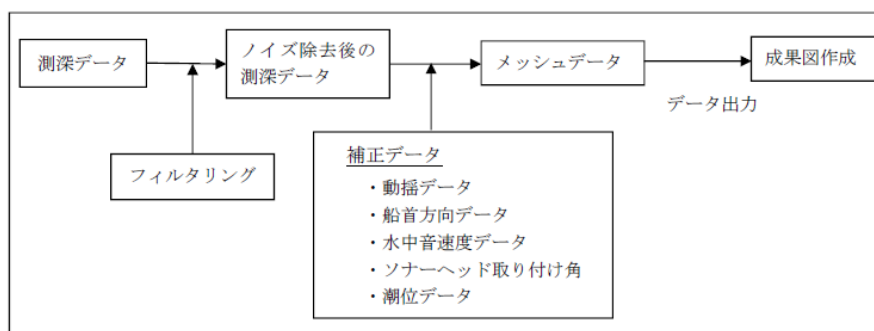 測深データ
ノイズ除去後の
測深データ
メッシュデータ
成果図作成
データ出力
フィルタリング
補正データ
・動揺データ
・船首方向データ
・水中音速度データ
・ソナーヘッド取り付け角
・潮位データ